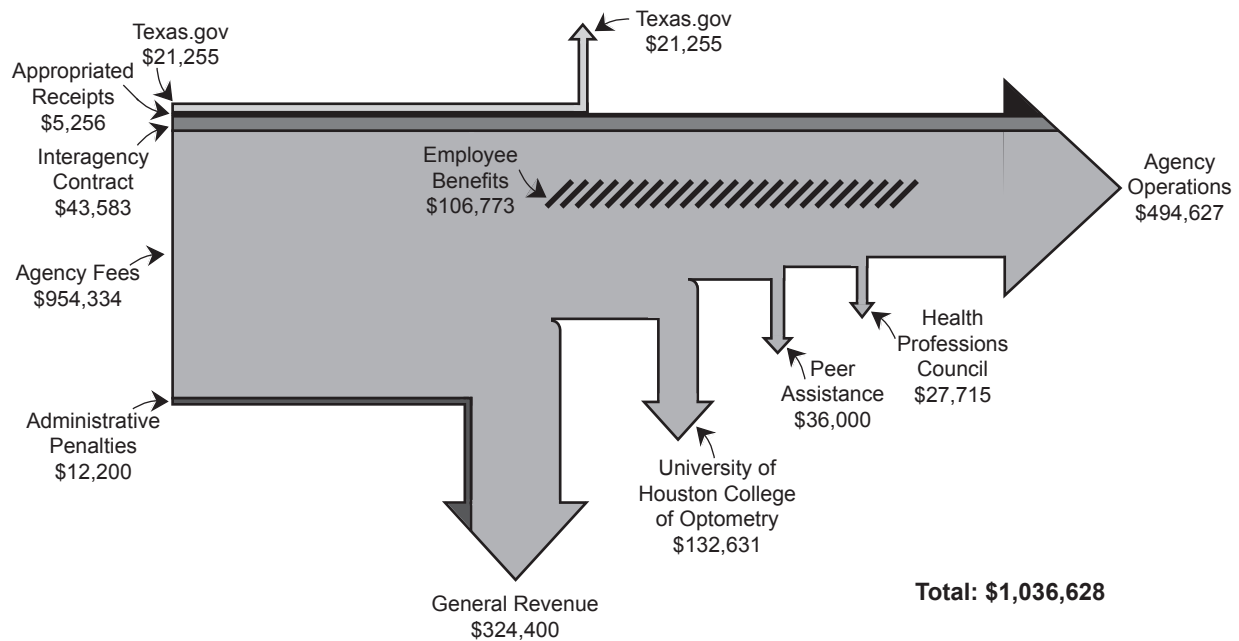 Texas.gov
$21,255
Appropriated
Receipts
$5,256
Interagency
Contract
$43,583
Agency Fees
$954,334
Administrative
Penalties
$12,200
Texas.gov
$21,255
Employee
Benefits
$106,773
Agency
Operations
$494,627
Health
Professions
Council
$27,715
Peer
Assistance
$36,000
University of
Houston College
of Optometry
$132,631
General Revenue
$324,400
Total: $1,036,628